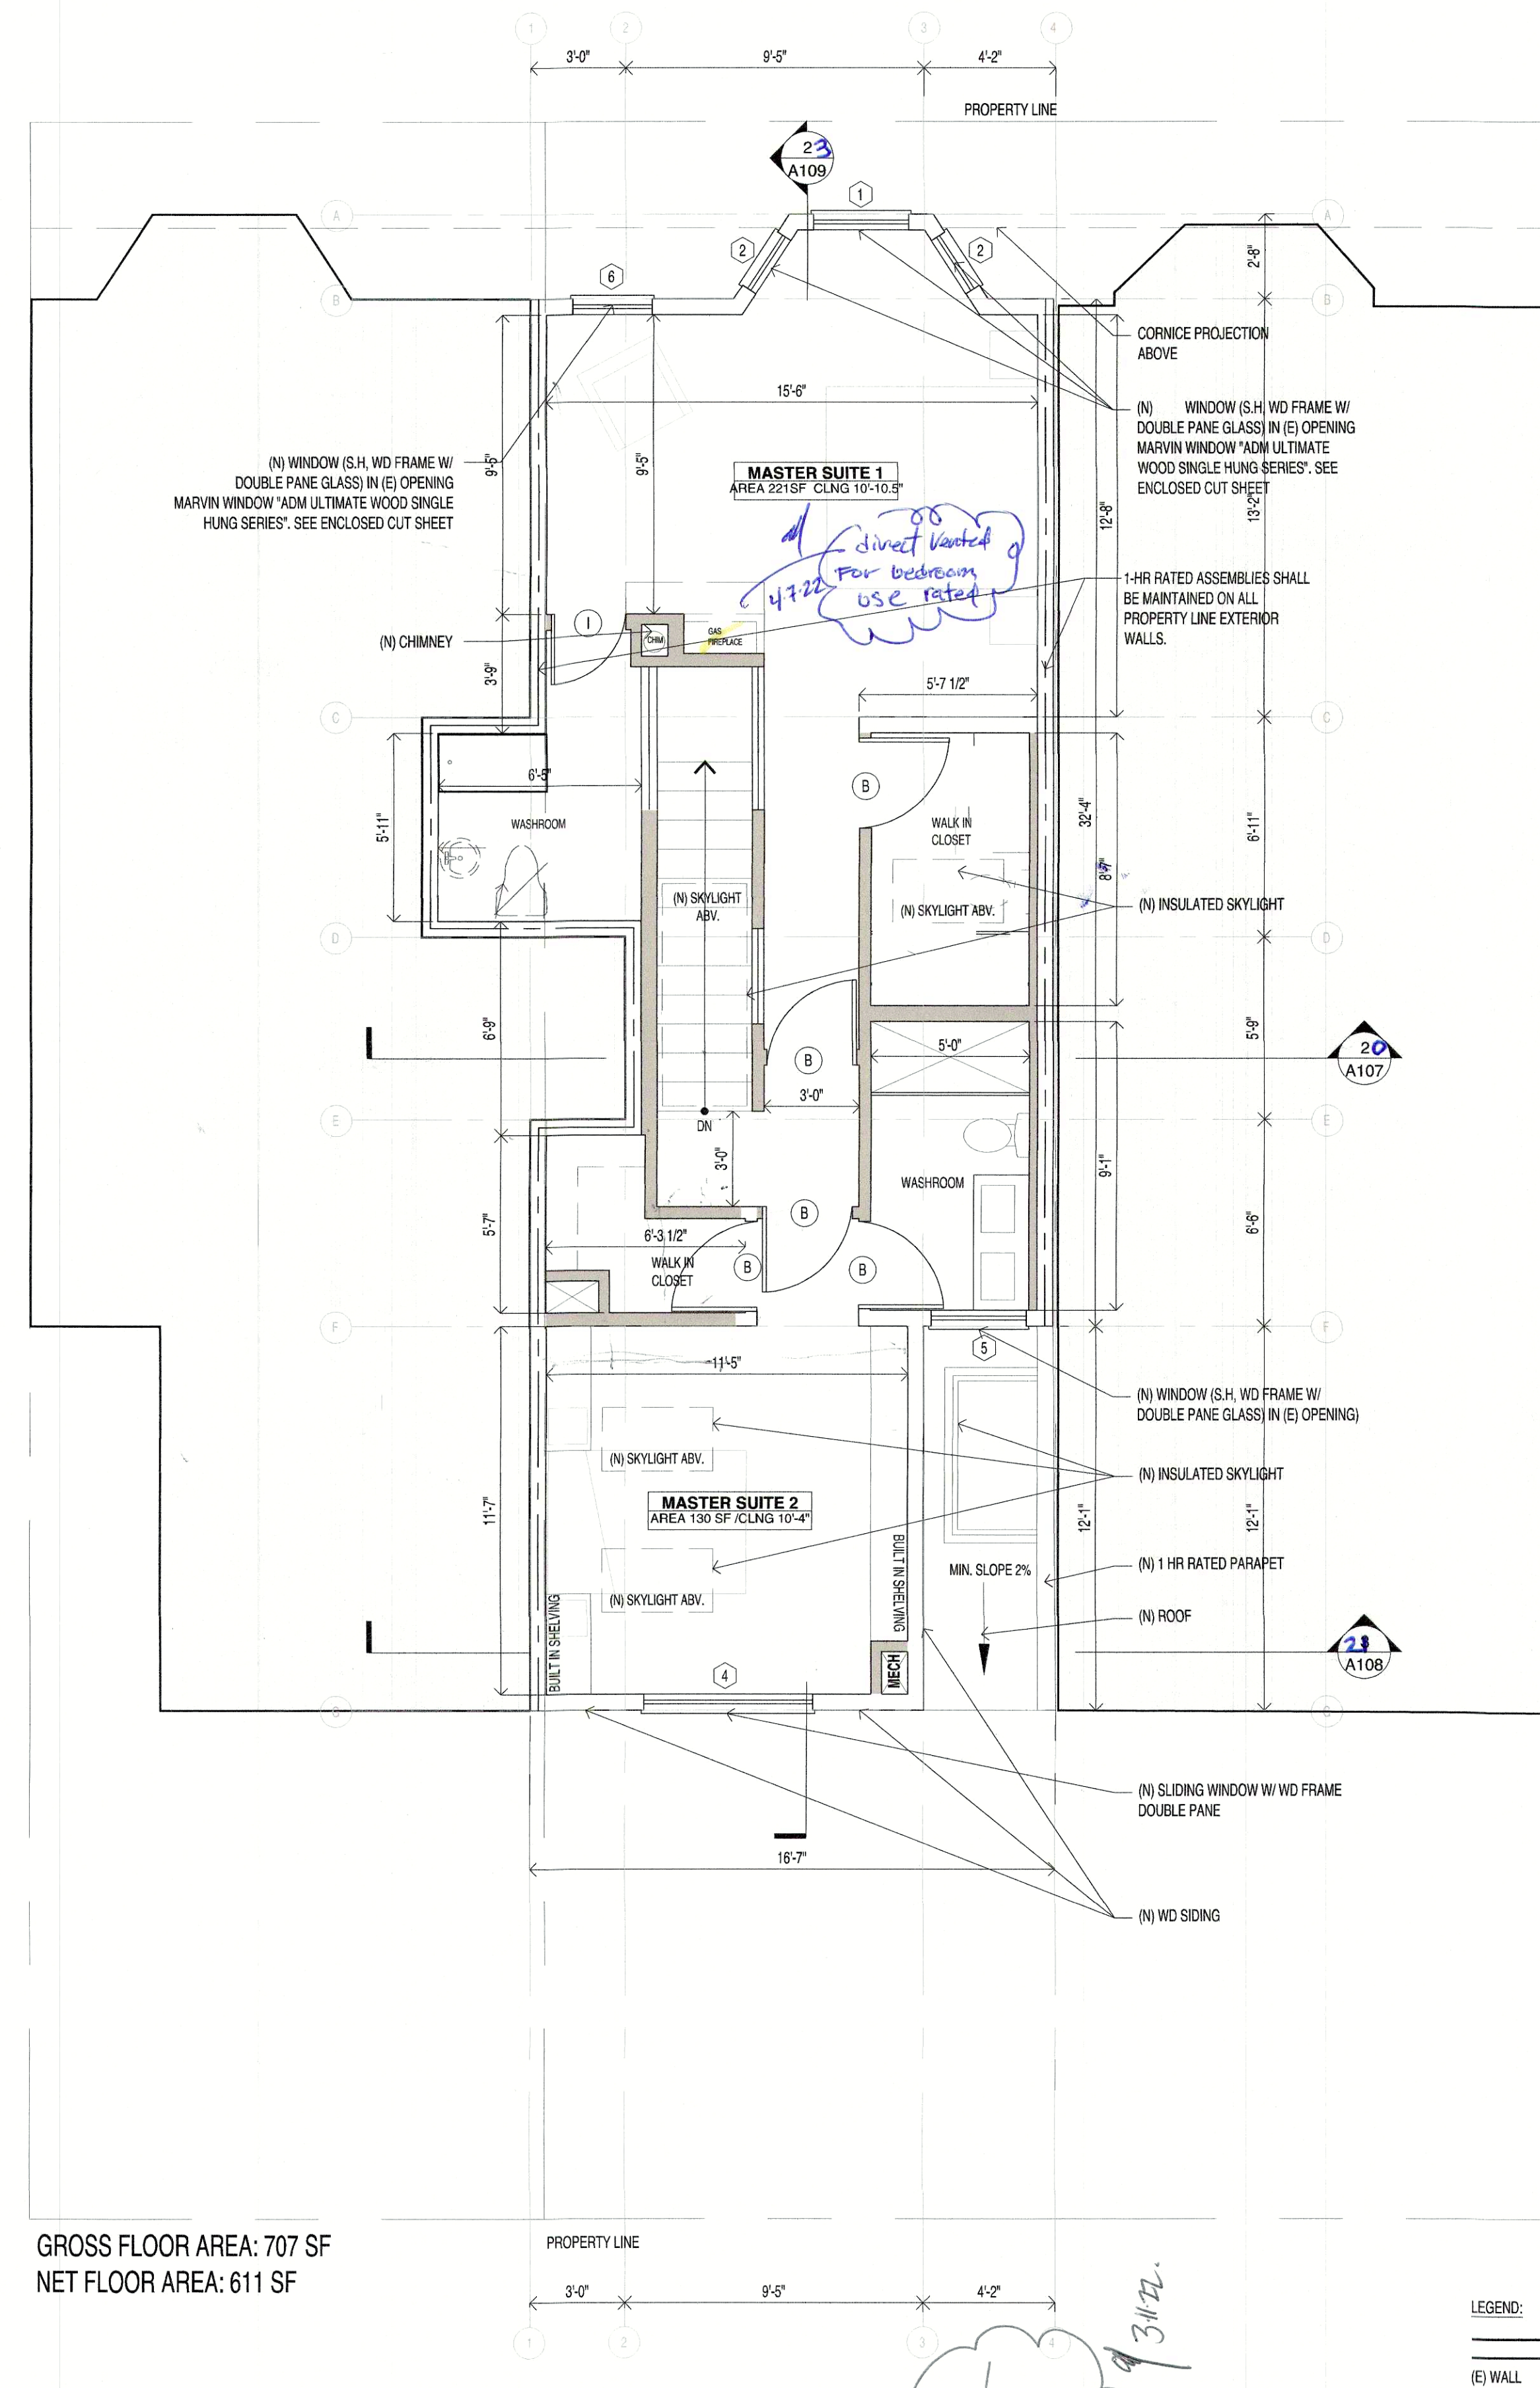 1 2 3 4
3'-0" 9'-5" 4'-2"
PROPERTY LINE
23
A109
1
A A
2 2
2'-8"
6
B B
CORNICE PROJECTION
ABOVE
15'-6"
(N) WINDOW (S.H, WD FRAME W/
DOUBLE PANE GLASS) IN (E) OPENING
MARVIN WINDOW "ADM ULTIMATE
WOOD SINGLE HUNG SERIES". SEE
ENCLOSED CUT SHEET
(N) WINDOW (S.H, WD FRAME W/
DOUBLE PANE GLASS) IN (E) OPENING
MARVIN WINDOW "ADM ULTIMATE WOOD SINGLE
HUNG SERIES". SEE ENCLOSED CUT SHEET
9'-5"
9'-5"
MASTER SUITE 1
AREA 221SF CLNG 10'-10.5"
12'-8"
13'-2"
direct vented
For bedroom
use rated
4.7.22
1-HR RATED ASSEMBLIES SHALL
BE MAINTAINED ON ALL
PROPERTY LINE EXTERIOR
WALLS.
I
(N) CHIMNEY
CHIM
GAS
FIREPLACE
3'-9"
5'-7 1/2"
C C
6'-5"
B
5'-11"
WASHROOM
WALK IN
CLOSET
32'-4"
6'-11"
8'-7"
(N) SKYLIGHT
ABV.
(N) SKYLIGHT ABV.
(N) INSULATED SKYLIGHT
D D
6'-9"
5'-9"
5'-0"
B
20
A107
3'-0"
E E
DN
3'-0"
9'-1"
WASHROOM
5'-7"
B
6'-6"
6'-3 1/2"
WALK IN
CLOSET
B B
F F
5
11'-5"
(N) WINDOW (S.H, WD FRAME W/
DOUBLE PANE GLASS) IN (E) OPENING)
(N) SKYLIGHT ABV.
(N) INSULATED SKYLIGHT
MASTER SUITE 2
AREA 130 SF /CLNG 10'-4"
11'-7"
12'-1"
12'-1"
BUILT IN SHELVING
MIN. SLOPE 2%
(N) 1 HR RATED PARAPET
(N) SKYLIGHT ABV.
(N) ROOF
BUILT IN SHELVING
A108
4
MECH
G G
(N) SLIDING WINDOW W/ WD FRAME
DOUBLE PANE
16'-7"
(N) WD SIDING
GROSS FLOOR AREA: 707 SF
NET FLOOR AREA: 611 SF
PROPERTY LINE
3'-0" 9'-5" 4'-2"
3.11.22.
1 2 3 4
LEGEND:
(E) WALL